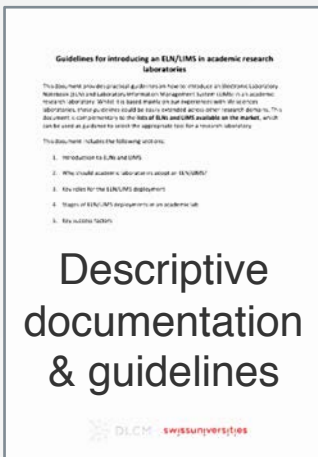 Guidelines for introducing an ELN/LIMS in academic research
laboratories
This document provides practical guidelines on how to introduce an Electronic Laboratory
Notebook (ELN) and Laboratory Information Management System (LIMS) in an academic
research laboratory. Whilst it is based mainly on our experiences with life sciences
laboratories, these guidelines could be easily extended across other research domains. This
document is complementary to the lists of ELNs and LIMS available on the market, which
can be used as guidance to select the appropriate tool for a research laboratory.
This document includes the following sections:
1. Introduction to ELNs and LIMS
2. Why should academic laboratories adopt an ELN/LIMS?
3. Key roles for the ELN/LIMS deployment
4. Stages of ELN/LIMS deployments in an academic lab
5. Key success factors
Descriptive
documentation
& guidelines
DLCM swissuniversities